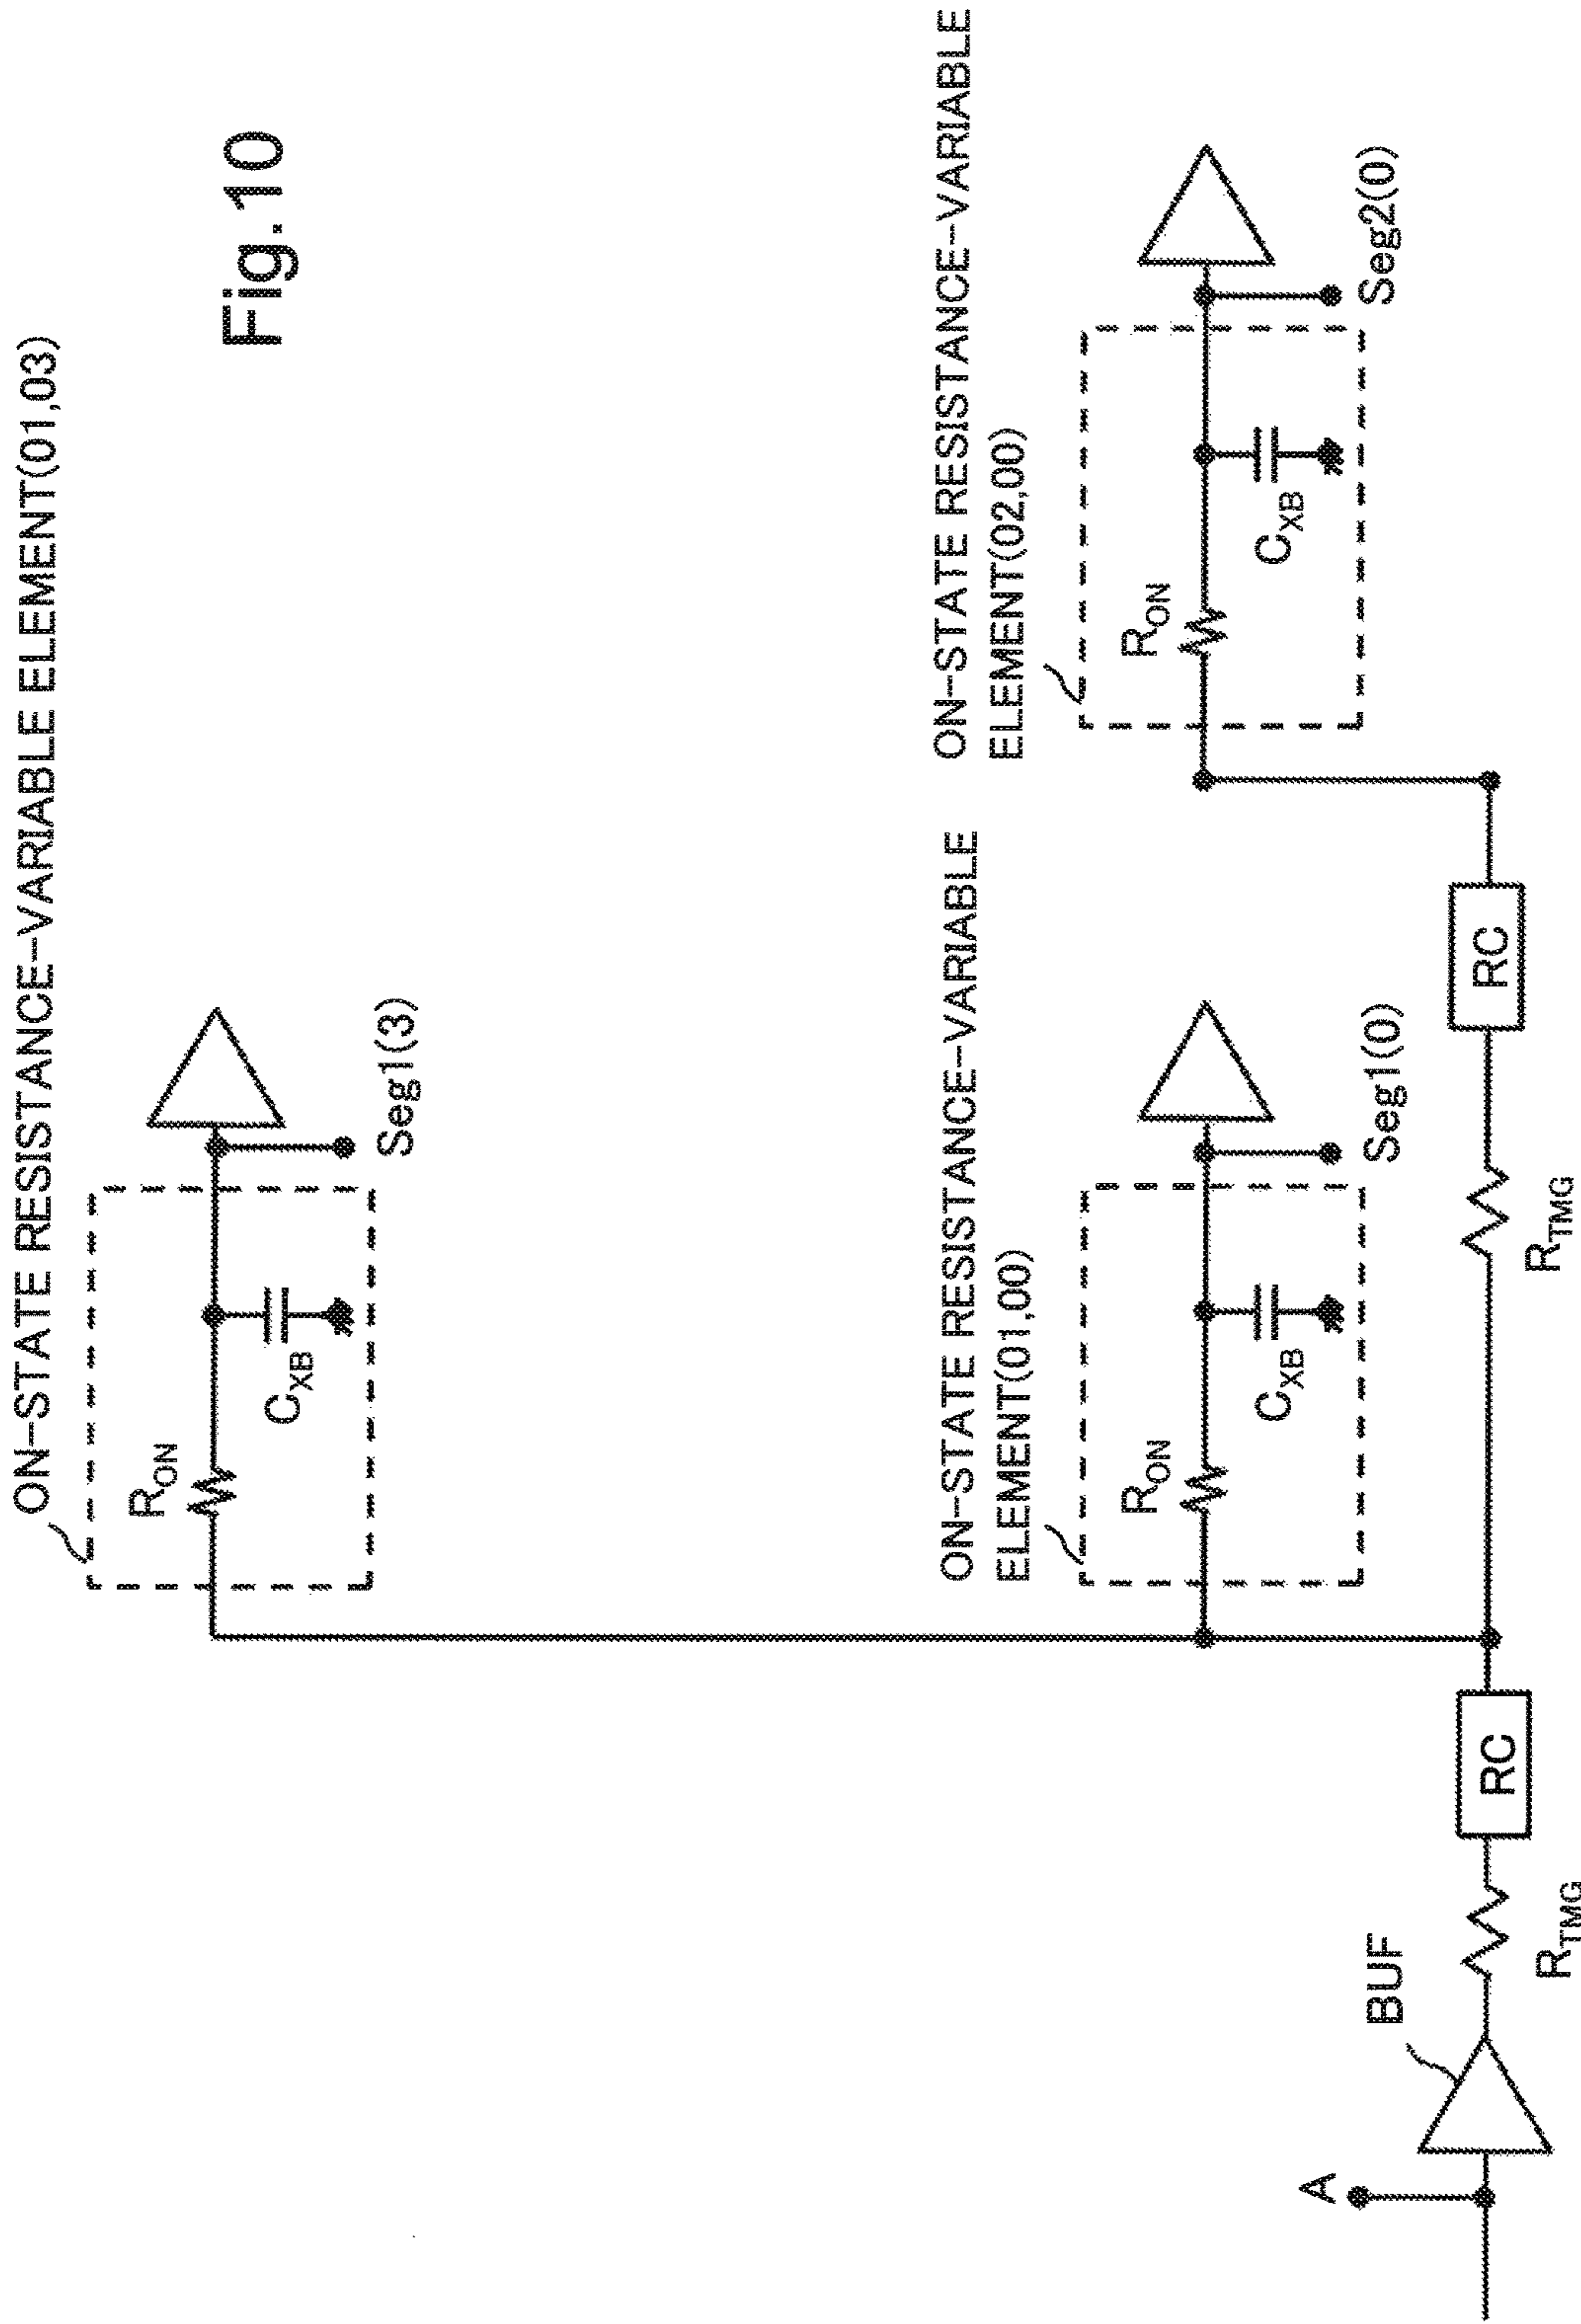 Fig.10
ON-STATE RESISTANCE-VARIABLE ELEMENT(01,03)
R_ON
C_XB
Seg1(3)
ON-STATE RESISTANCE-VARIABLE
ELEMENT(01,00)
R_ON
C_XB
Seg1(0)
ON-STATE RESISTANCE-VARIABLE
ELEMENT(02,00)
R_ON
C_XB
Seg2(0)
A
BUF
R_TMG
RC
R_TMG
RC